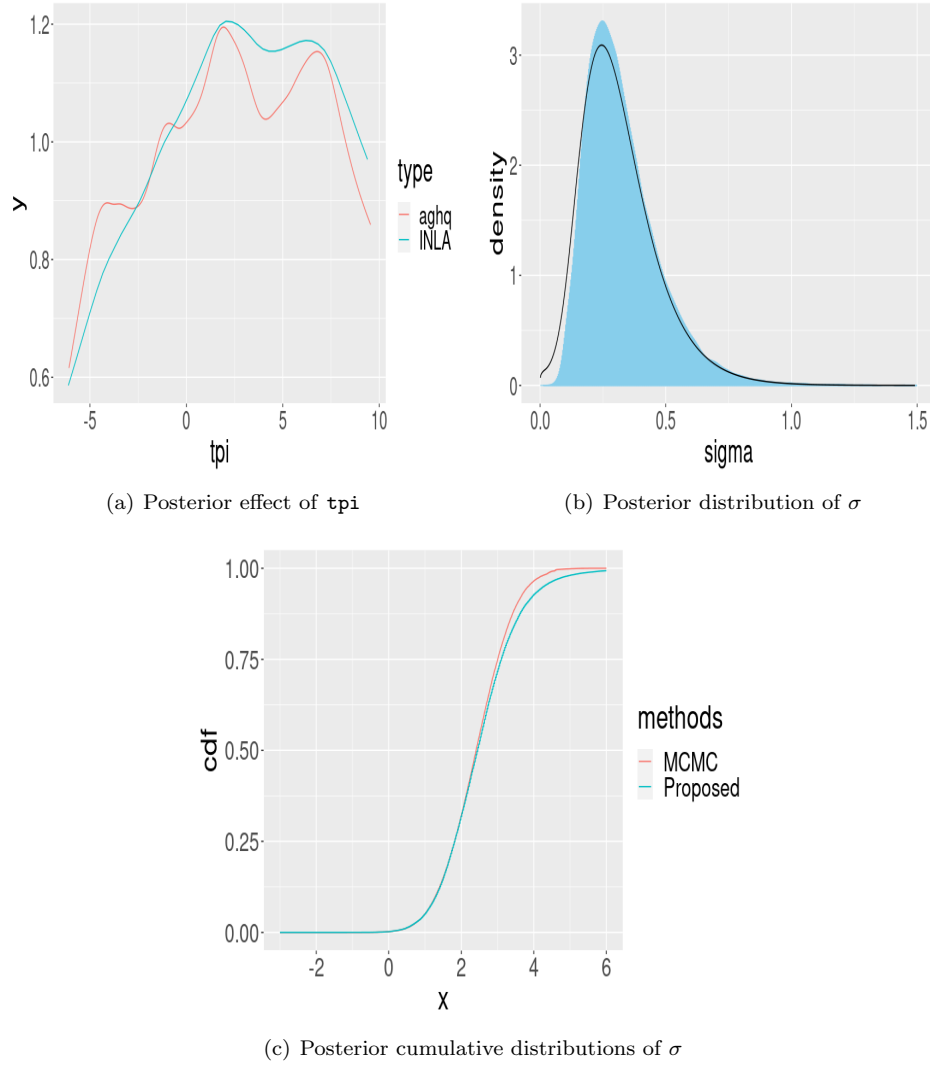 1.2
1.0
0.8
0.6
y
-5
0
5
10
tpi
type
aghq
INLA
(a) Posterior effect of tpi
3
2
1
0
density
0.0
0.5
1.0
1.5
sigma
(b) Posterior distribution of σ
1.00
0.75
0.50
0.25
0.00
cdf
-2
0
2
4
6
X
methods
MCMC
Proposed
(c) Posterior cumulative distributions of σ